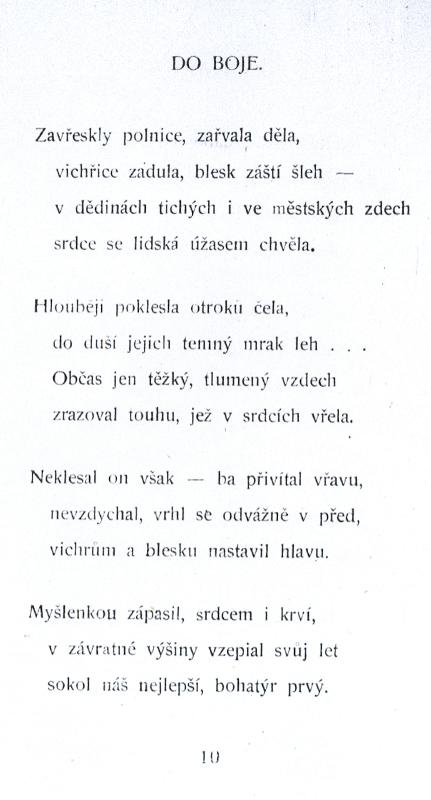 DO BOJE.
Zavřeskly polnice, zařvala děla,
vichřice zadula, blesk záští šleh —
v dědinách tichých i ve městských zdech
srdce se lidská úžasem chvěla.
Hlouběji poklesla otroků čela,
do duší jejich temný mrak leh . . .
Občas jen těžký, tlumený vzdech
zrazoval touhu, jež v srdcích vřela.
Neklesal on však — ba přivítal vřavu,
nevzdychal, vrhl se odvážně v před,
vichrům a blesku nastavil hlavu.
Myšlenkou zápasil, srdcem i krví,
v závratné výšiny vzepial svůj let
sokol náš nejlepší, bohatýr prvý.
10